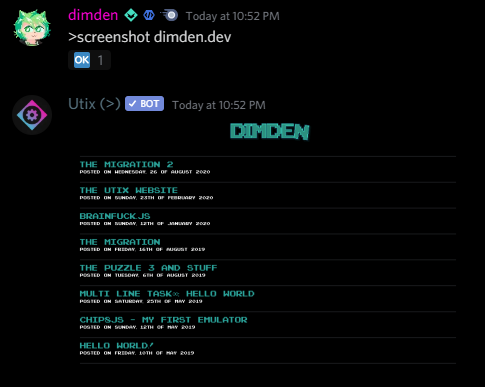 dimden Today at 10:52 PM
>screenshot dimden.dev
OK 1
Utix (>) ✓ BOT Today at 10:52 PM
DIMDEN
THE MIGRATION 2
POSTED ON WEDNESDAY, 26 OF AUGUST 2020
THE UTIX WEBSITE
POSTED ON SUNDAY, 23TH OF FEBRUARY 2020
BRAINFUCKJS
POSTED ON SUNDAY, 12TH OF JANUARY 2020
THE MIGRATION
POSTED ON FRIDAY, 16TH OF AUGUST 2019
THE PUZZLE 3 AND STUFF
POSTED ON TUESDAY, 6TH OF AUGUST 2019
MULTI LINE TASK: HELLO WORLD
POSTED ON SATURDAY, 25TH OF MAY 2019
CHIP8JS - MY FIRST EMULATOR
POSTED ON SUNDAY, 12TH OF MAY 2019
HELLO WORLD!
POSTED ON FRIDAY, 10TH OF MAY 2019